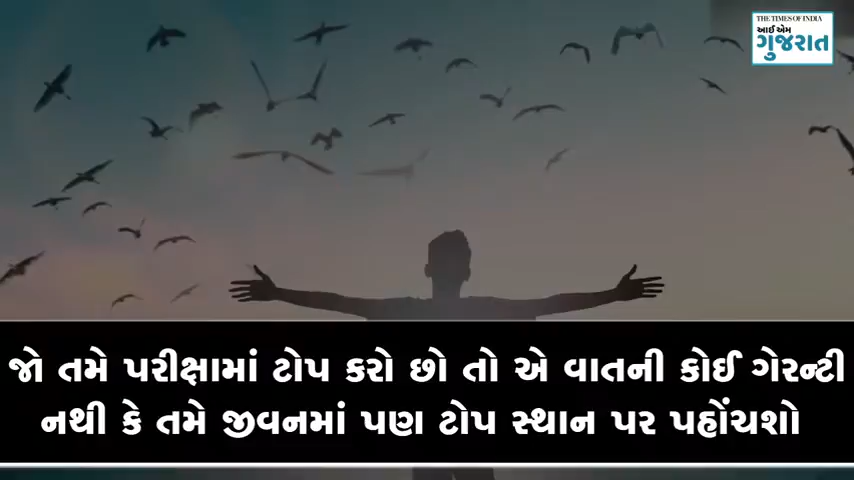 THE TIMES OF INDIA
આઈ એમ
ગુજરાત
જો તમે પરીક્ષામાં ટોપ કરો છો તો એ વાતની કોઈ ગેરન્ટી
નથી કે તમે જીવનમાં પણ ટોપ સ્થાન પર પહોંચશો